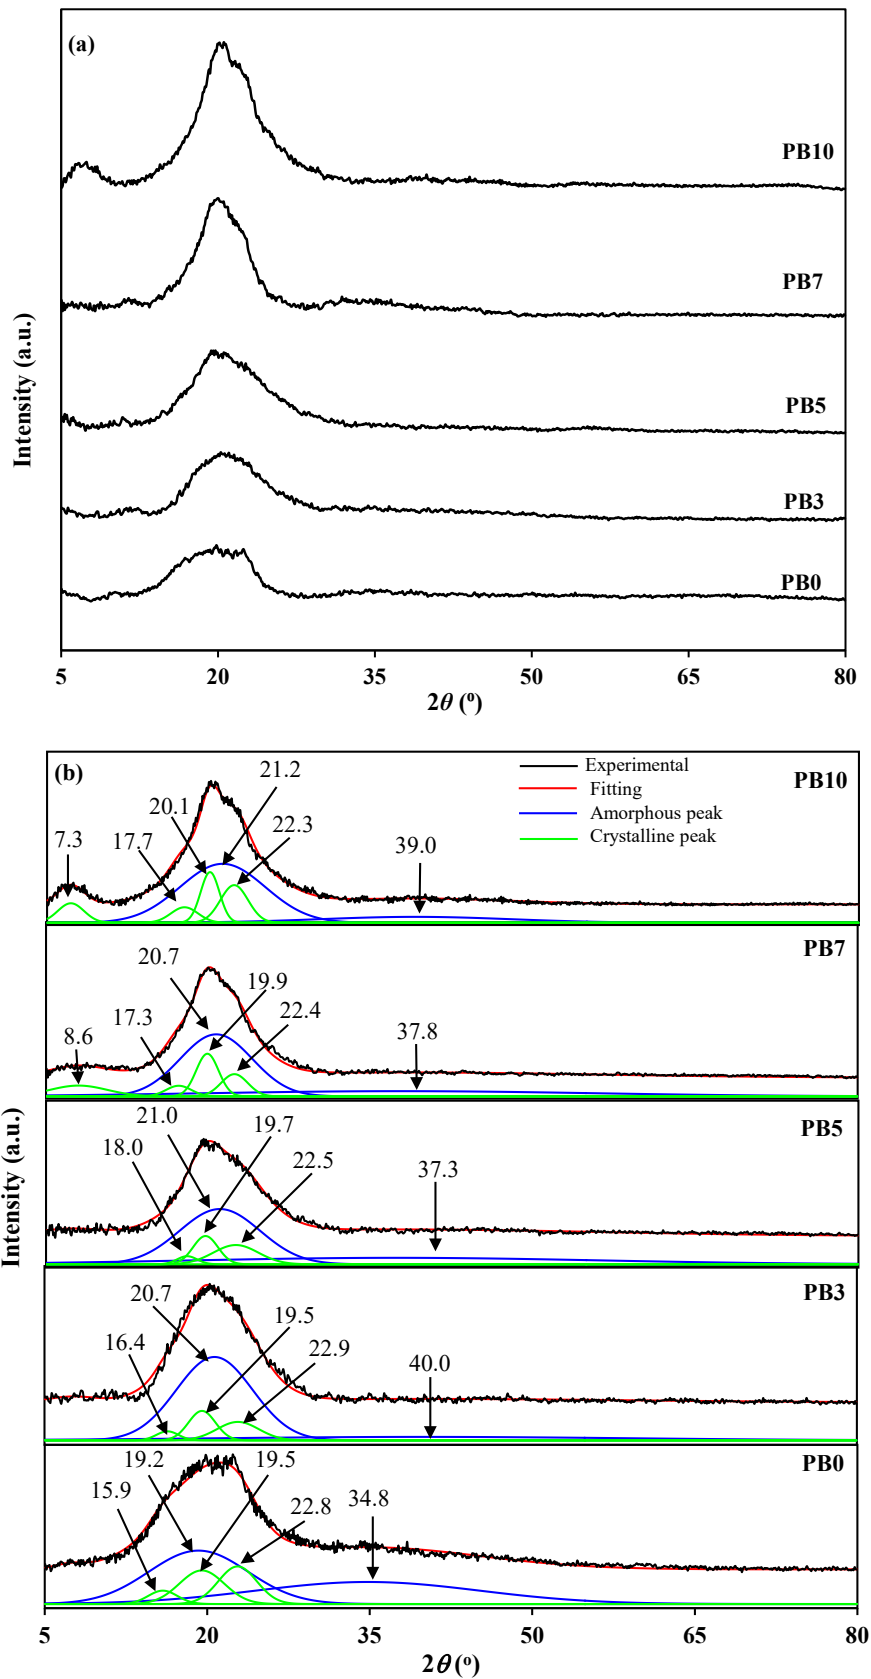 (a)
PB10
PB7
PB5
PB3
PB0
Intensity (a.u.)
5 20 35 50 65 80
2θ (º)
(b)
Experimental
Fitting
Amorphous peak
Crystalline peak
PB10
7.3 17.7 20.1 21.2 22.3 39.0
PB7
8.6 17.3 20.7 19.9 22.4 37.8
PB5
18.0 21.0 19.7 22.5 37.3
PB3
16.4 20.7 19.5 22.9 40.0
PB0
15.9 19.2 19.5 22.8 34.8
Intensity (a.u.)
5 20 35 50 65 80
2θ (º)